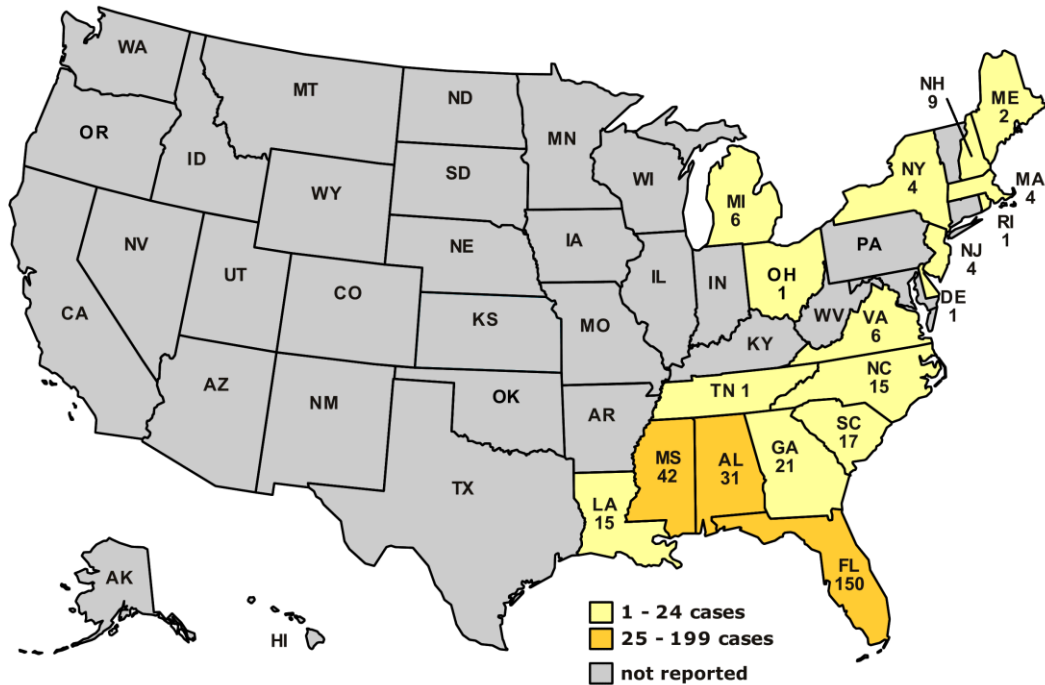 WA
MT
ND
MN
NH
9
ME
2
OR
ID
SD
WI
NY
4
MA
4
WY
MI
6
RI
1
NV
NE
IA
PA
NJ
4
UT
CO
IL
IN
OH
1
DE
1
CA
KS
MO
WV
VA
6
KY
AZ
NM
OK
AR
TN 1
NC
15
SC
17
MS
42
AL
31
GA
21
TX
LA
15
FL
150
AK
HI
1 - 24 cases
25 - 199 cases
not reported